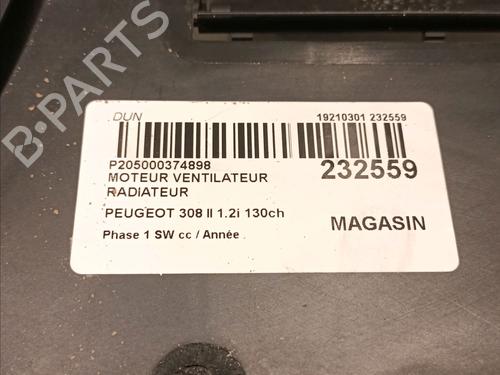 DUN
19210301 232559
P205000374898
232559
MOTEUR VENTILATEUR
RADIATEUR
PEUGEOT 308 II 1.2i 130ch
MAGASIN
Phase 1 SW cc / Année
B-PARTS